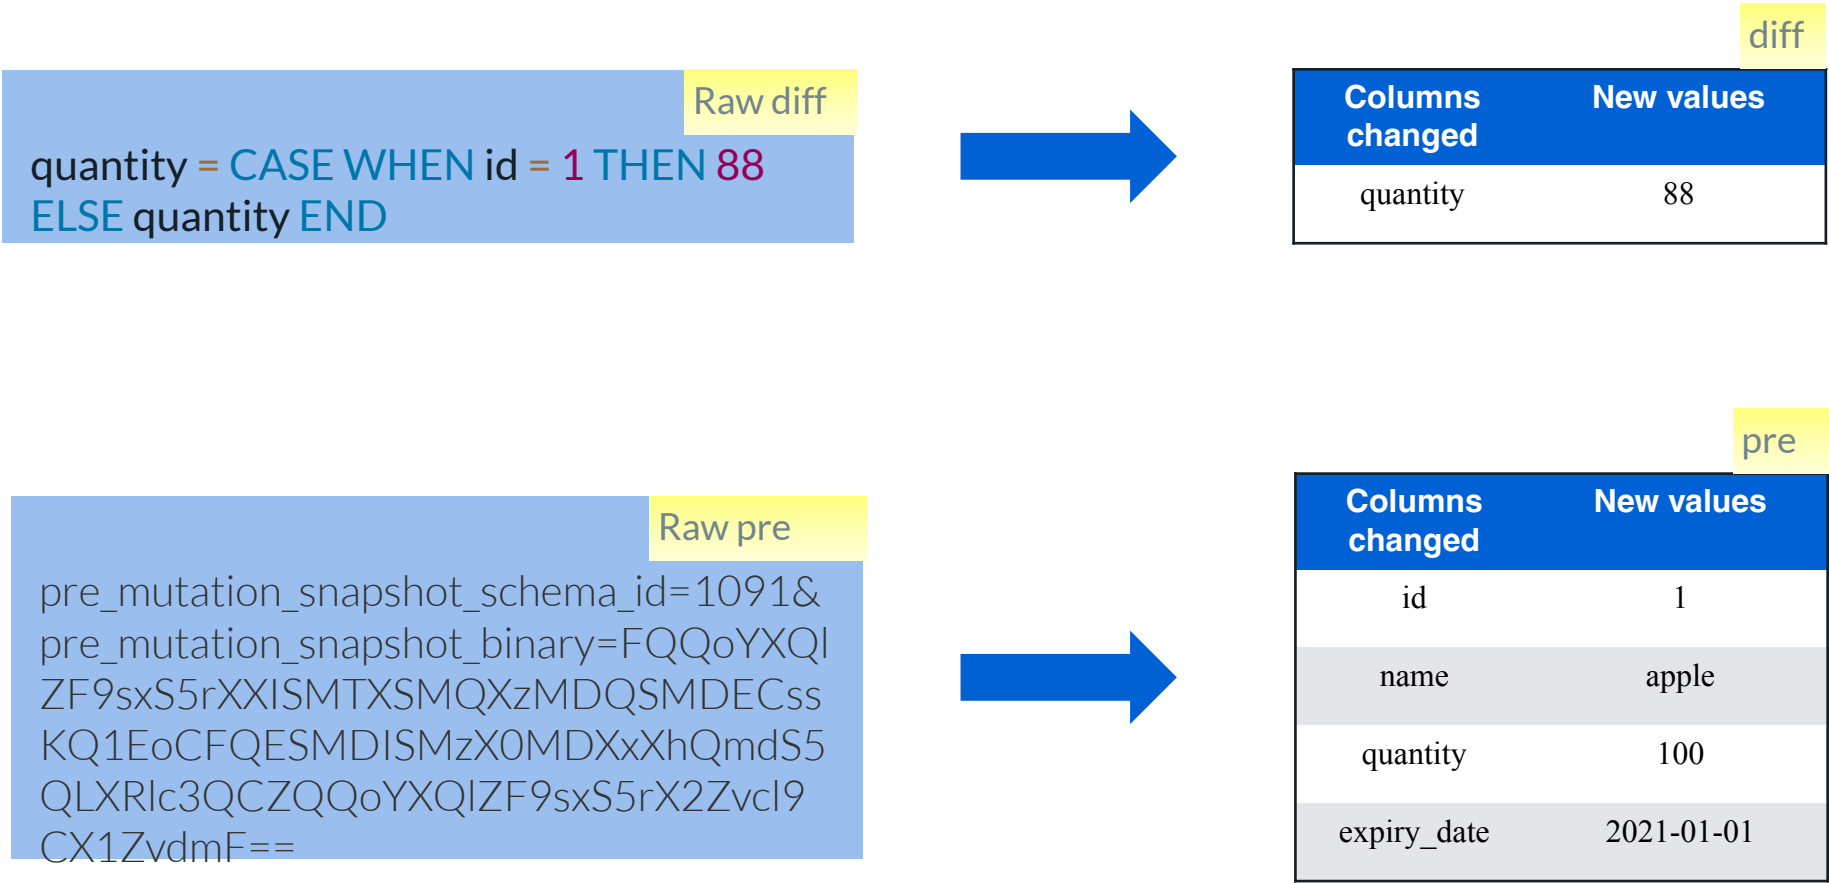 Raw diff
quantity = CASE WHEN id = 1 THEN 88
ELSE quantity END
diff
Columns changed New values
quantity 88
Raw pre
pre_mutation_snapshot_schema_id=1091&
pre_mutation_snapshot_binary=FQQoYXQl
ZF9sxS5rXXISMTXSMQXzMDQSMDECss
KQ1EoCFQESMDISMzX0MDXxXhQmdS5
QLXRlc3QCZQQoYXQlZF9sxS5rX2Zvcl9
CX1ZvdmF==
pre
Columns changed New values
id 1
name apple
quantity 100
expiry_date 2021-01-01